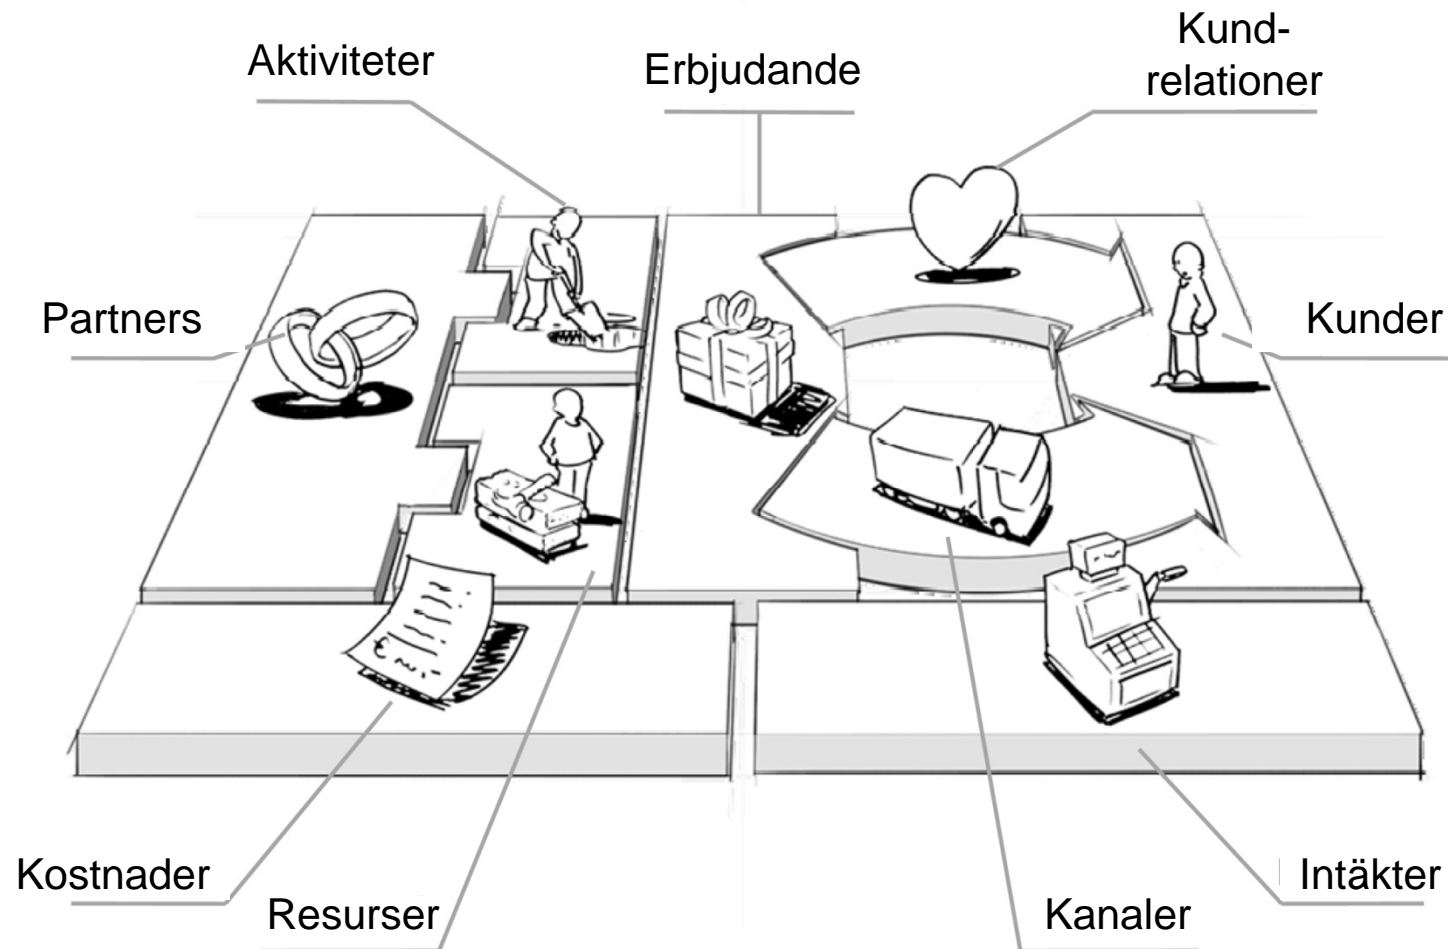 Aktiviteter
Erbjudande
Kund-
relationer
Partners
Kunder
Kostnader
Resurser
Kanaler
Intäkter